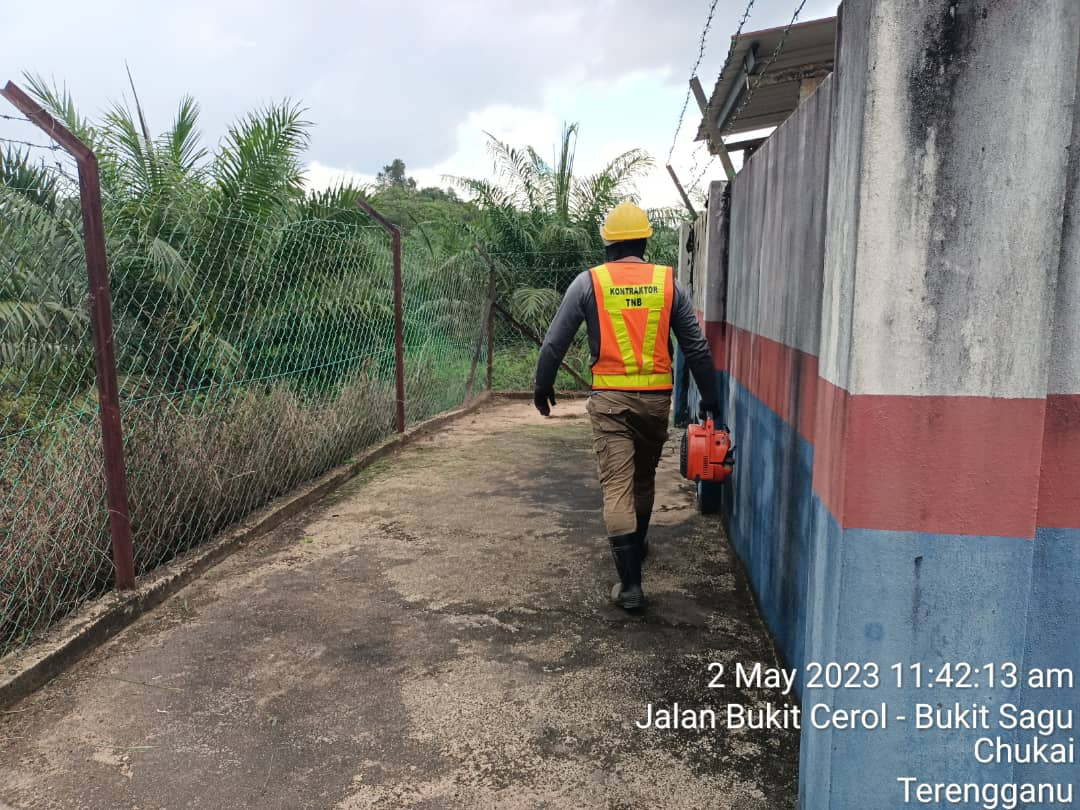 KONTRAKTOR
TNB
2 May 2023 11:42:13 am
Jalan Bukit Cerol - Bukit Sagu
Chukai
Terengganu